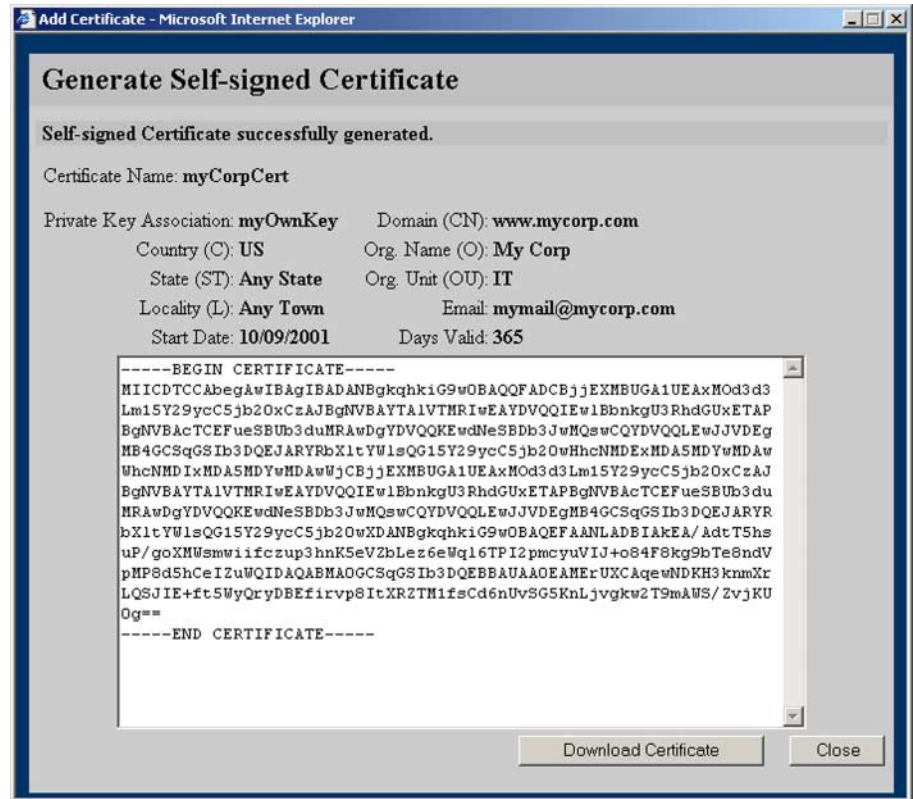 Add Certificate - Microsoft Internet Explorer
Generate Self-signed Certificate
Self-signed Certificate successfully generated.
Certificate Name: myCorpCert
Private Key Association: myOwnKey Domain (CN): www.mycorp.com
Country (C): US Org. Name (O): My Corp
State (ST): Any State Org. Unit (OU): IT
Locality (L): Any Town Email: mymail@mycorp.com
Start Date: 10/09/2001 Days Valid: 365
-----BEGIN CERTIFICATE-----
MIICDTCCAbegAwIBAgIBADANBgkqhkiG9w0BAQQFADCBjjEXMBUGA1UEAxMOd3d3
Lm15Y29ycC5jb20xCzAJBgNVBAYTAlVTMRIwEAYDVQQIEwlBbnkgU3RhdGUxETAP
BgNVBAcTCEFueSBUb3duMRAwDgYDVQQKEwdNeSBDb3JwMQswCQYDVQQLEwJJVDEg
MB4GCSqGSIb3DQEJARYRbXltYWlsQG15Y29ycC5jb20wHhcNMDExMDA5MDYwMDAw
WhcNMDIxMDA5MDYwMDAwWjCBjjEXMBUGA1UEAxMOd3d3Lm15Y29ycC5jb20xCzAJ
BgNVBAYTAlVTMRIwEAYDVQQIEwlBbnkgU3RhdGUxETAPBgNVBAcTCEFueSBUb3du
MRAwDgYDVQQKEwdNeSBDb3JwMQswCQYDVQQLEwJJVDEgMB4GCSqGSIb3DQEJARYR
bXltYWlsQG15Y29ycC5jb20wXDANBgkqhkiG9w0BAQEFAANLADBIAkEA/AdtT5hs
uP/goXMWsmwiifczup3hnK5eVZbLez6eWql6TPI2pmcyuVIJ+o84F8kg9bTe8ndV
pMP8d5hCeIZuWQIDAQABMA0GCSqGSIb3DQEBBAUAA0EAMErUXCAqewNDKH3knmXr
LQSJIE+ft5WyQryDBEfirvp8ItXRZTM1fsCd6nUvSG5KnLjvgkw2T9mAWS/ZvjKU
Og==
-----END CERTIFICATE-----
Download Certificate Close